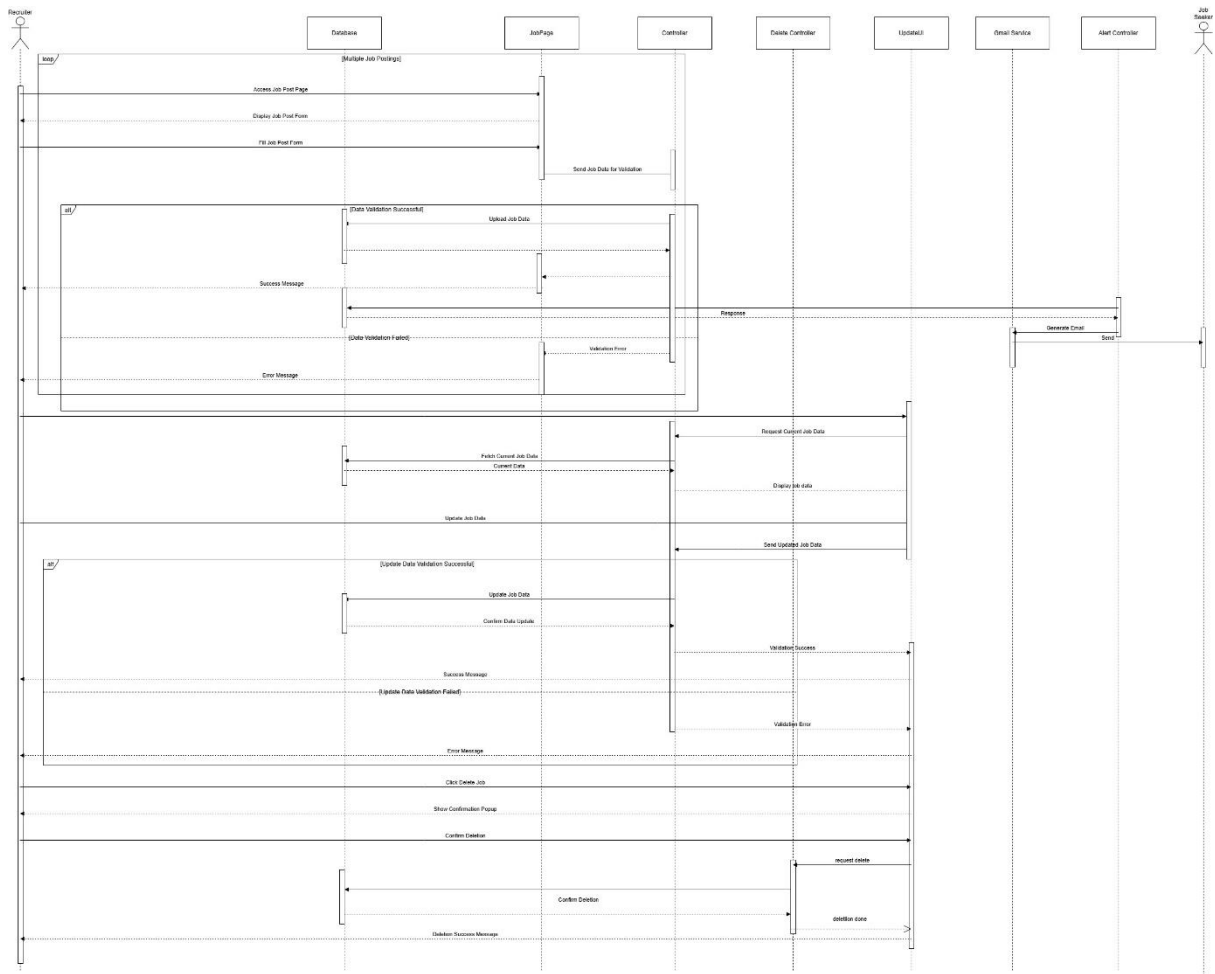 Recruiter
Database
JobPage
Controller
Delete Controller
UpdateUI
Gmail Service
Alert Controller
Job
Seeker
loop
[Multiple Job Postings]
Access Job Post Page
Display Job Post Form
Fill Job Post Form
Send Job Data for Validation
alt
[Data Validation Successful]
Upload Job Data
Success Message
Response
Generate Email
Send
[Data Validation Failed]
Validation Error
Error Message
Request Current Job Data
Fetch Current Job Data
Current Data
Display job data
Update Job Data
Send Updated Job Data
alt
[Update Data Validation Successful]
Update Job Data
Confirm Data Update
Validation Success
Success Message
[Update Data Validation Failed]
Validation Error
Error Message
Click Delete Job
Show Confirmation Popup
Confirm Deletion
request delete
Confirm Deletion
deletion done
Deletion Success Message